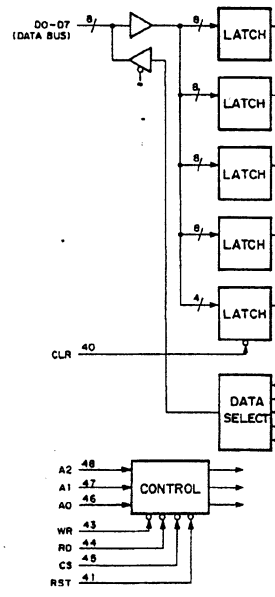 DO-D7 8
(DATA BUS)
8 LATCH
8 LATCH
8 LATCH
8 LATCH
4 LATCH
CLR 40
DATA SELECT
A2 48
A1 47
A0 46
CONTROL
WR 43
RD 44
CS 45
RST 41